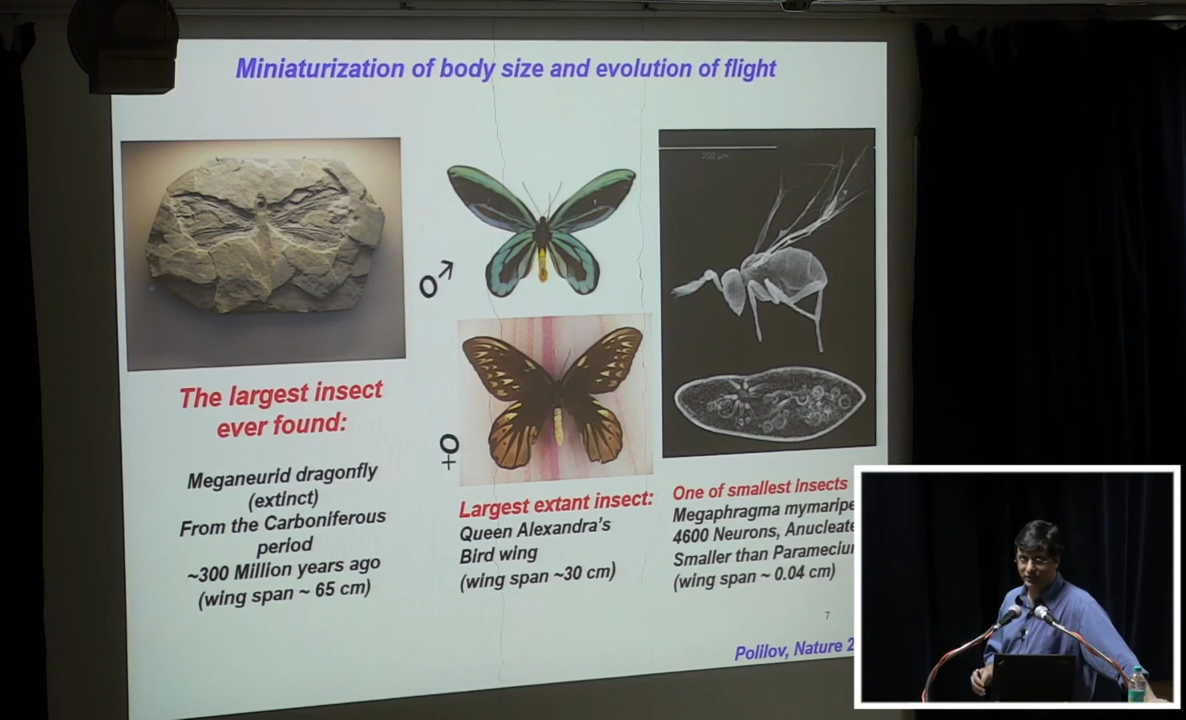 Miniaturization of body size and evolution of flight
200 µm
The largest insect
ever found:
Meganeurid dragonfly
(extinct)
From the Carboniferous
period
~300 Million years ago
(wing span ~ 65 cm)
♂
♀
Largest extant insect:
Queen Alexandra's
Bird wing
(wing span ~30 cm)
One of smallest insects
Megaphragma mymaripe
4600 Neurons, Anucleate
Smaller than Parameciu
(wing span ~ 0.04 cm)
7
Polilov, Nature 2